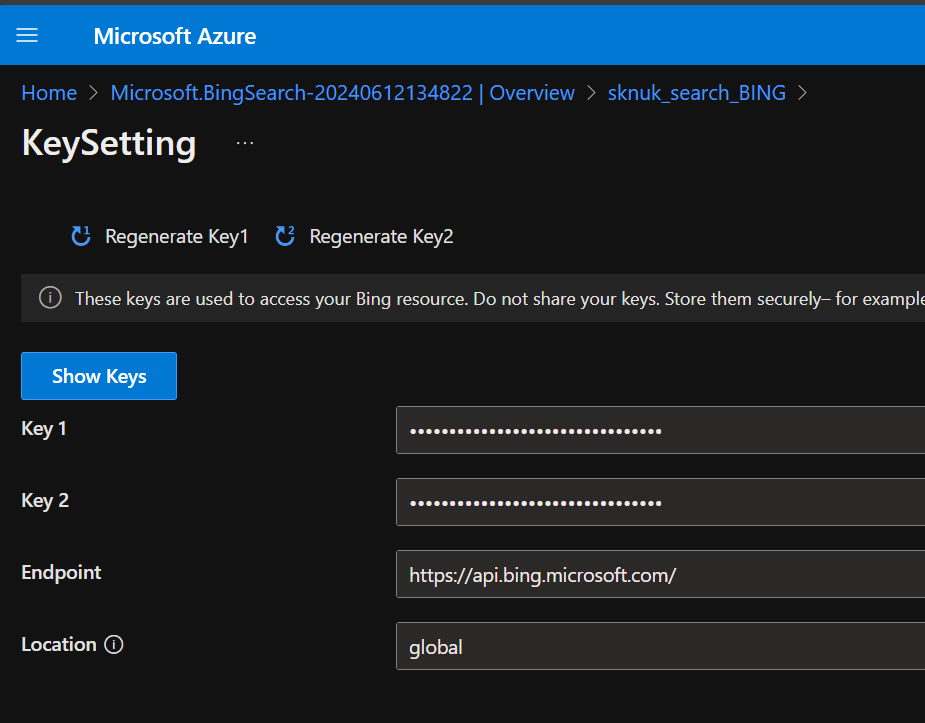 Microsoft Azure
Home > Microsoft.BingSearch-20240612134822 | Overview > sknuk_search_BING >
KeySetting ...
1 Regenerate Key1 2 Regenerate Key2
These keys are used to access your Bing resource. Do not share your keys. Store them securely– for example
Show Keys
Key 1 ••••••••••••••••••••••••••••••••
Key 2 ••••••••••••••••••••••••••••••••
Endpoint https://api.bing.microsoft.com/
Location global